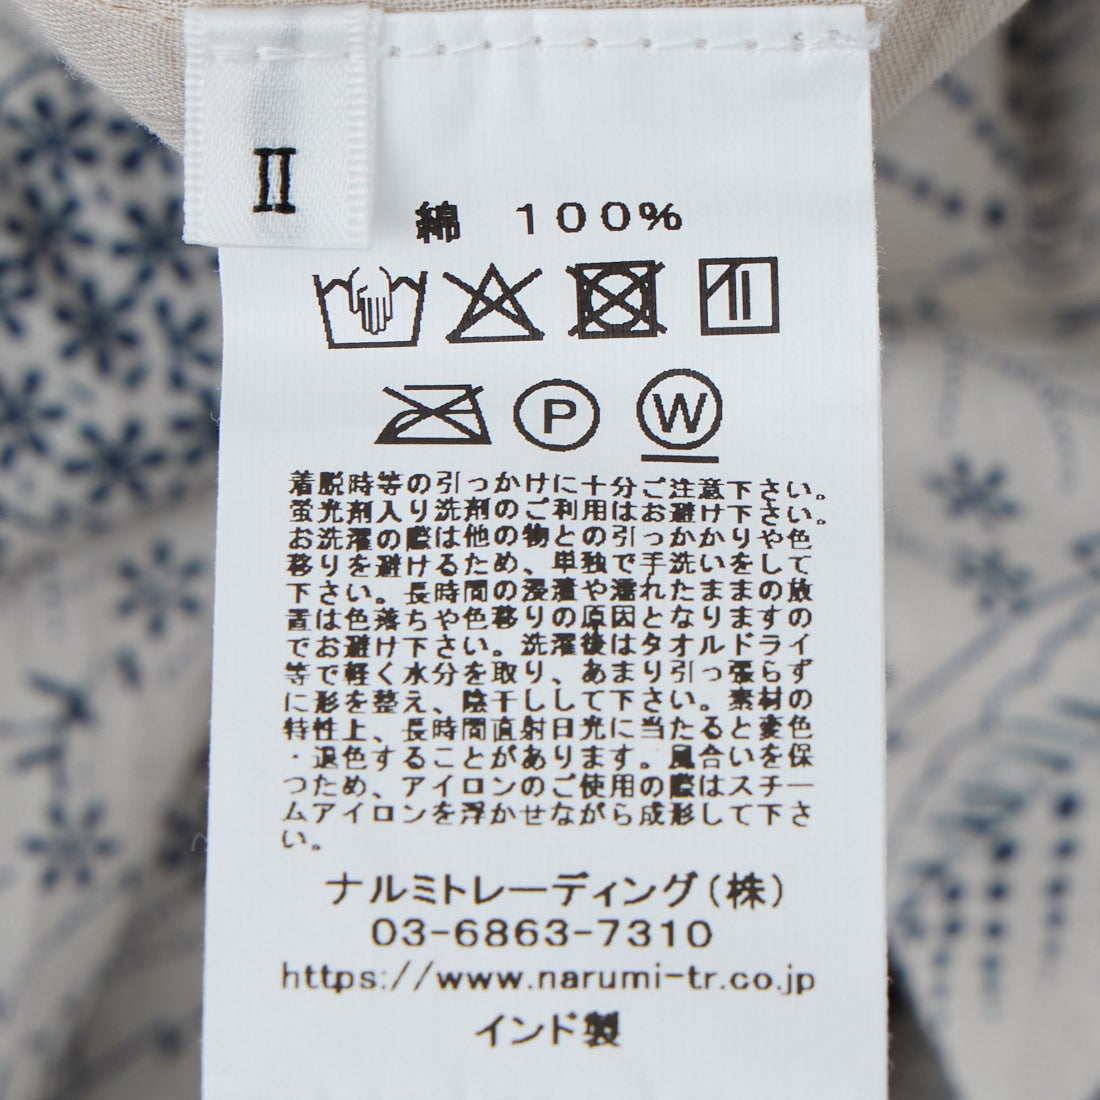 II
綿 100%
P W
着脱時等の引っかけに十分ご注意下さい。
蛍光剤入り洗剤のご利用はお避け下さい。
お洗濯の際は他の物との引っかかりや色
移りを避けるため、単独で手洗いをして
下さい。長時間の浸漬や濡れたままの放
置は色落ちや色移りの原因となりますの
でお避け下さい。洗濯後はタオルドライ
等で軽く水分を取り、あまり引っ張らず
に形を整え、陰干しして下さい。素材の
特性上、長時間直射日光に当たると変色
・退色することがあります。風合いを保
つため、アイロンのご使用の際はスチー
ムアイロンを浮かせながら成形して下さ
い。
ナルミトレーディング(株)
03-6863-7310
https://www.narumi-tr.co.jp
インド製